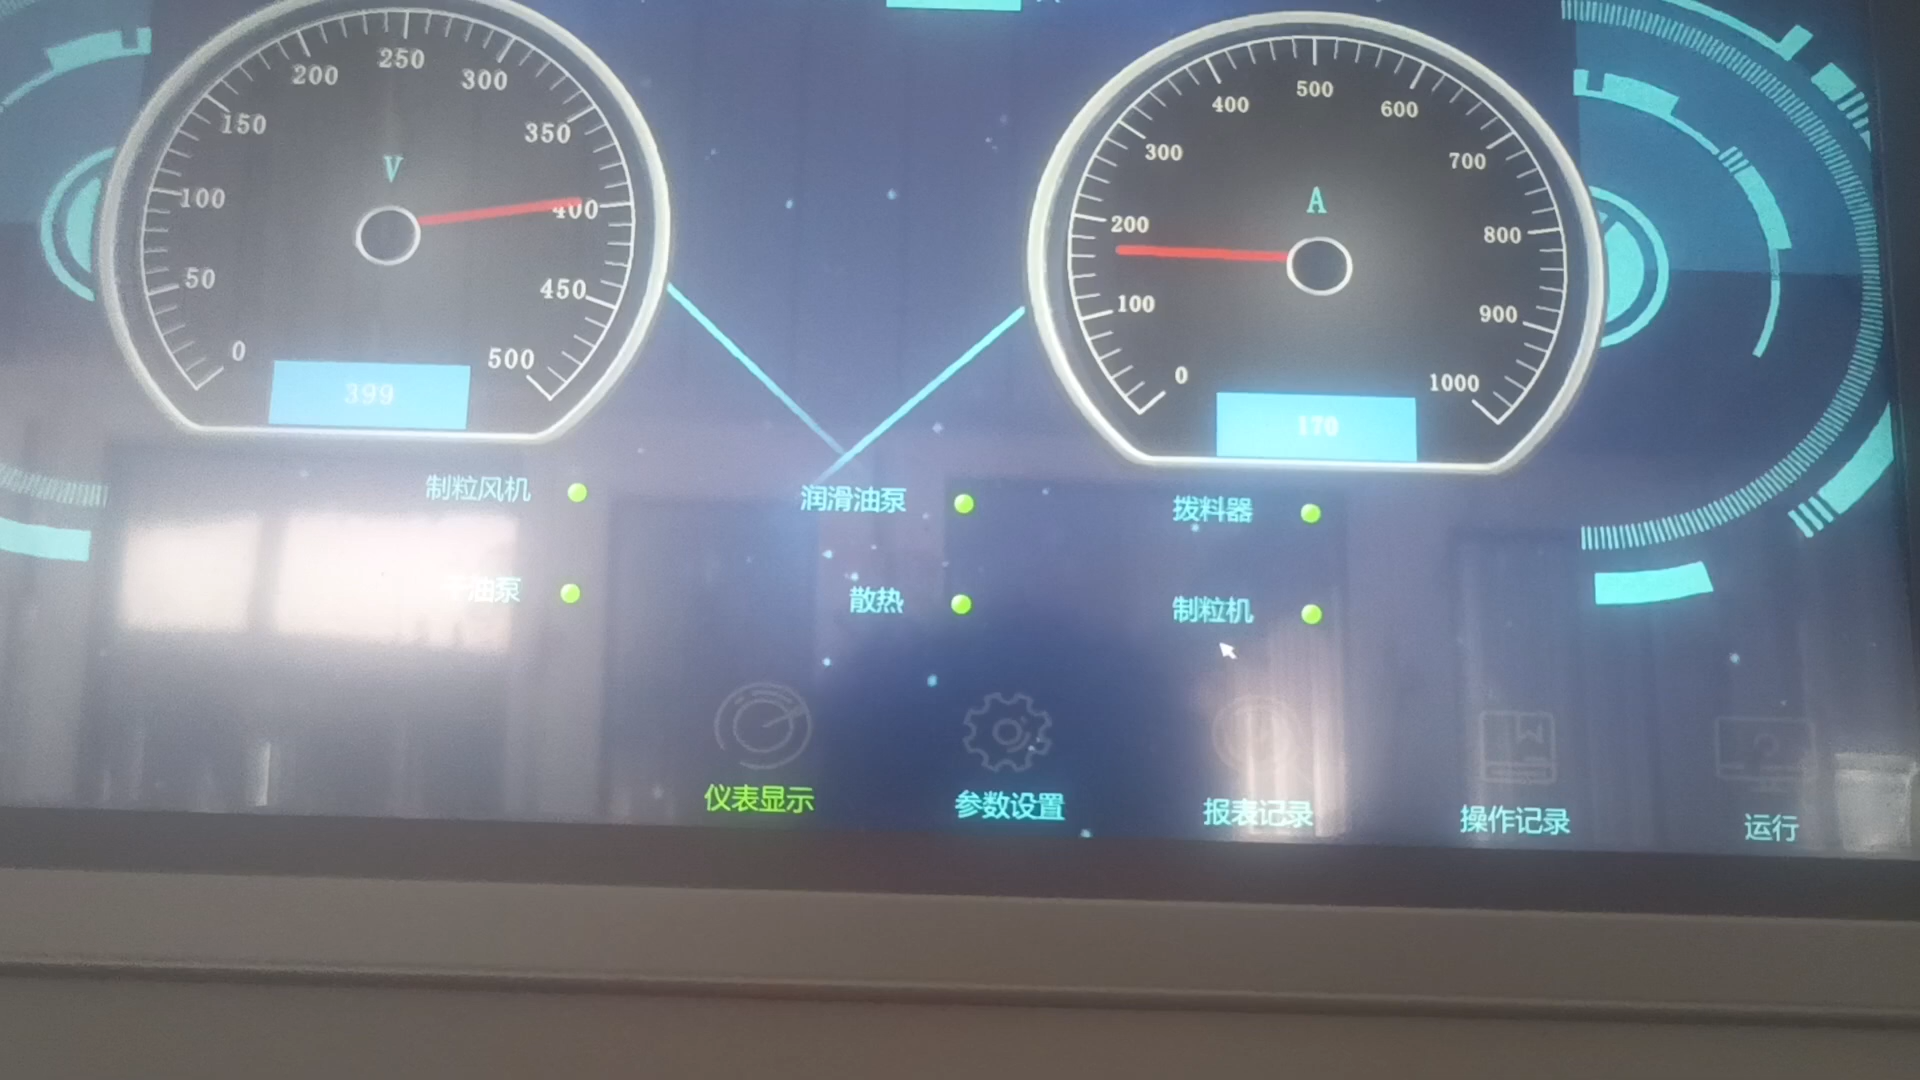 250
200
300
150
350
V
100
400
50
450
0
500
399
500
400
600
300
700
A
200
800
100
900
0
1000
170
制粒风机
润滑油泵
拨料器
油泵
散热
制粒机
仪表显示
参数设置
报表记录
操作记录
运行